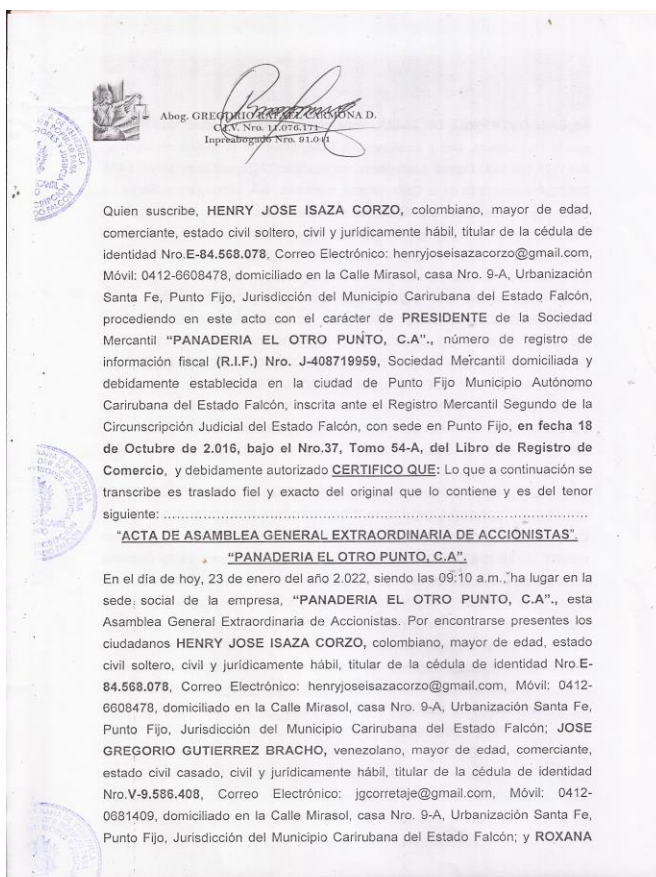 Abog. GREGORIO RAFAEL CARMONA D.
C.I.V. Nro. 11.076.171
Inpreabogado Nro. 91.041
Quien suscribe, HENRY JOSE ISAZA CORZO, colombiano, mayor de edad,
comerciante, estado civil soltero, civil y jurídicamente hábil, titular de la cédula de
identidad Nro.E-84.568.078, Correo Electrónico: henryjoseisazacorzo@gmail.com,
Móvil: 0412-6608478, domiciliado en la Calle Mirasol, casa Nro. 9-A, Urbanización
Santa Fe, Punto Fijo, Jurisdicción del Municipio Carirubana del Estado Falcón,
procediendo en este acto con el carácter de PRESIDENTE de la Sociedad
Mercantil "PANADERIA EL OTRO PUNTO, C.A"., número de registro de
información fiscal (R.I.F.) Nro. J-408719959, Sociedad Mercantil domiciliada y
debidamente establecida en la ciudad de Punto Fijo Municipio Autónomo
Carirubana del Estado Falcón, inscrita ante el Registro Mercantil Segundo de la
Circunscripción Judicial del Estado Falcón, con sede en Punto Fijo, en fecha 18
de Octubre de 2.016, bajo el Nro.37, Tomo 54-A, del Libro de Registro de
Comercio, y debidamente autorizado CERTIFICO QUE: Lo que a continuación se
transcribe es traslado fiel y exacto del original que lo contiene y es del tenor
siguiente: ................................................................................................
"ACTA DE ASAMBLEA GENERAL EXTRAORDINARIA DE ACCIONISTAS".
"PANADERIA EL OTRO PUNTO, C.A".
En el día de hoy, 23 de enero del año 2.022, siendo las 09:10 a.m., ha lugar en la
sede social de la empresa, "PANADERIA EL OTRO PUNTO, C.A"., esta
Asamblea General Extraordinaria de Accionistas. Por encontrarse presentes los
ciudadanos HENRY JOSE ISAZA CORZO, colombiano, mayor de edad, estado
civil soltero, civil y jurídicamente hábil, titular de la cédula de identidad Nro.E-
84.568.078, Correo Electrónico: henryjoseisazacorzo@gmail.com, Móvil: 0412-
6608478, domiciliado en la Calle Mirasol, casa Nro. 9-A, Urbanización Santa Fe,
Punto Fijo, Jurisdicción del Municipio Carirubana del Estado Falcón; JOSE
GREGORIO GUTIERREZ BRACHO, venezolano, mayor de edad, comerciante,
estado civil casado, civil y jurídicamente hábil, titular de la cédula de identidad
Nro.V-9.586.408, Correo Electrónico: jgcorretaje@gmail.com, Móvil: 0412-
0681409, domiciliado en la Calle Mirasol, casa Nro. 9-A, Urbanización Santa Fe,
Punto Fijo, Jurisdicción del Municipio Carirubana del Estado Falcón; y ROXANA